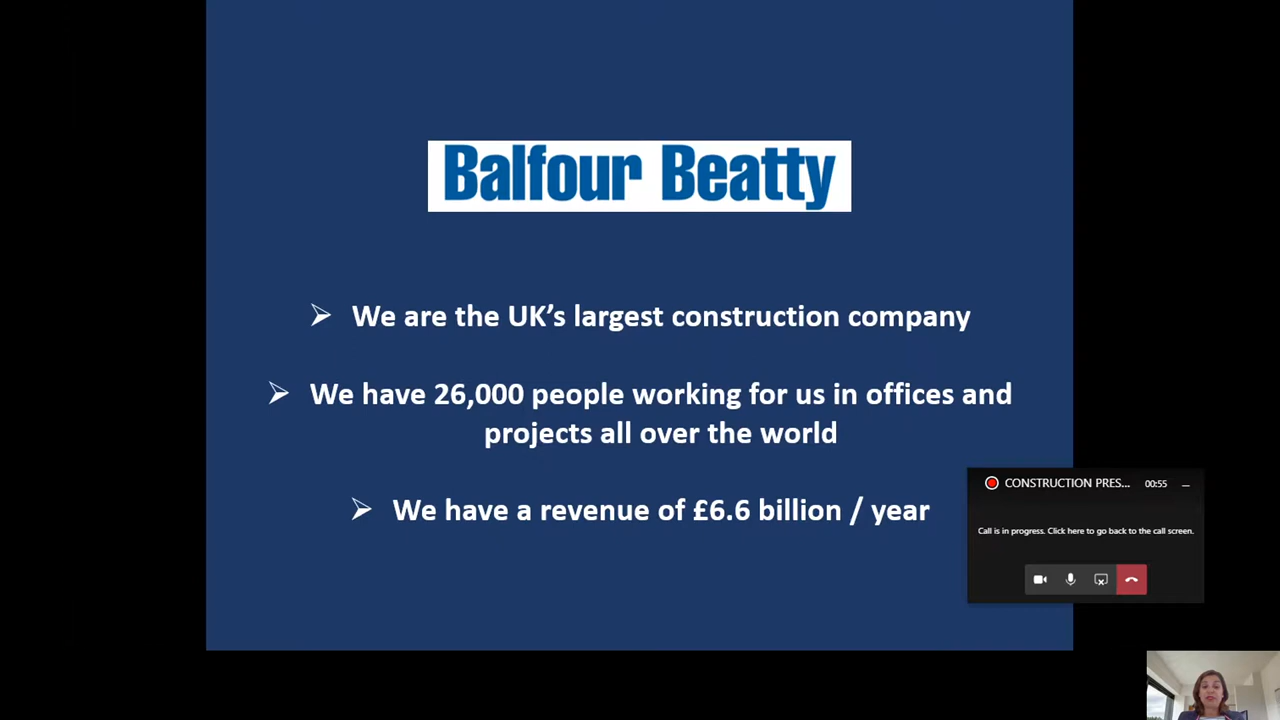 Balfour Beatty
➢ We are the UK’s largest construction company
➢ We have 26,000 people working for us in offices and
projects all over the world
➢ We have a revenue of £6.6 billion / year
CONSTRUCTION PRES... 00:55
Call is in progress. Click here to go back to the call screen.